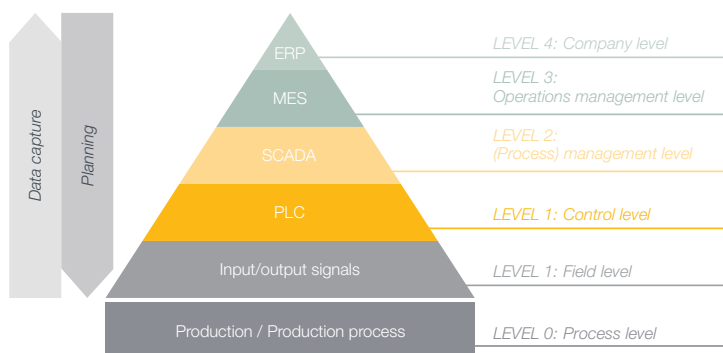 Data capture
Planning
ERP
LEVEL 4: Company level
MES
LEVEL 3:
Operations management level
SCADA
LEVEL 2:
(Process) management level
PLC
LEVEL 1: Control level
Input/output signals
LEVEL 1: Field level
Production / Production process
LEVEL 0: Process level